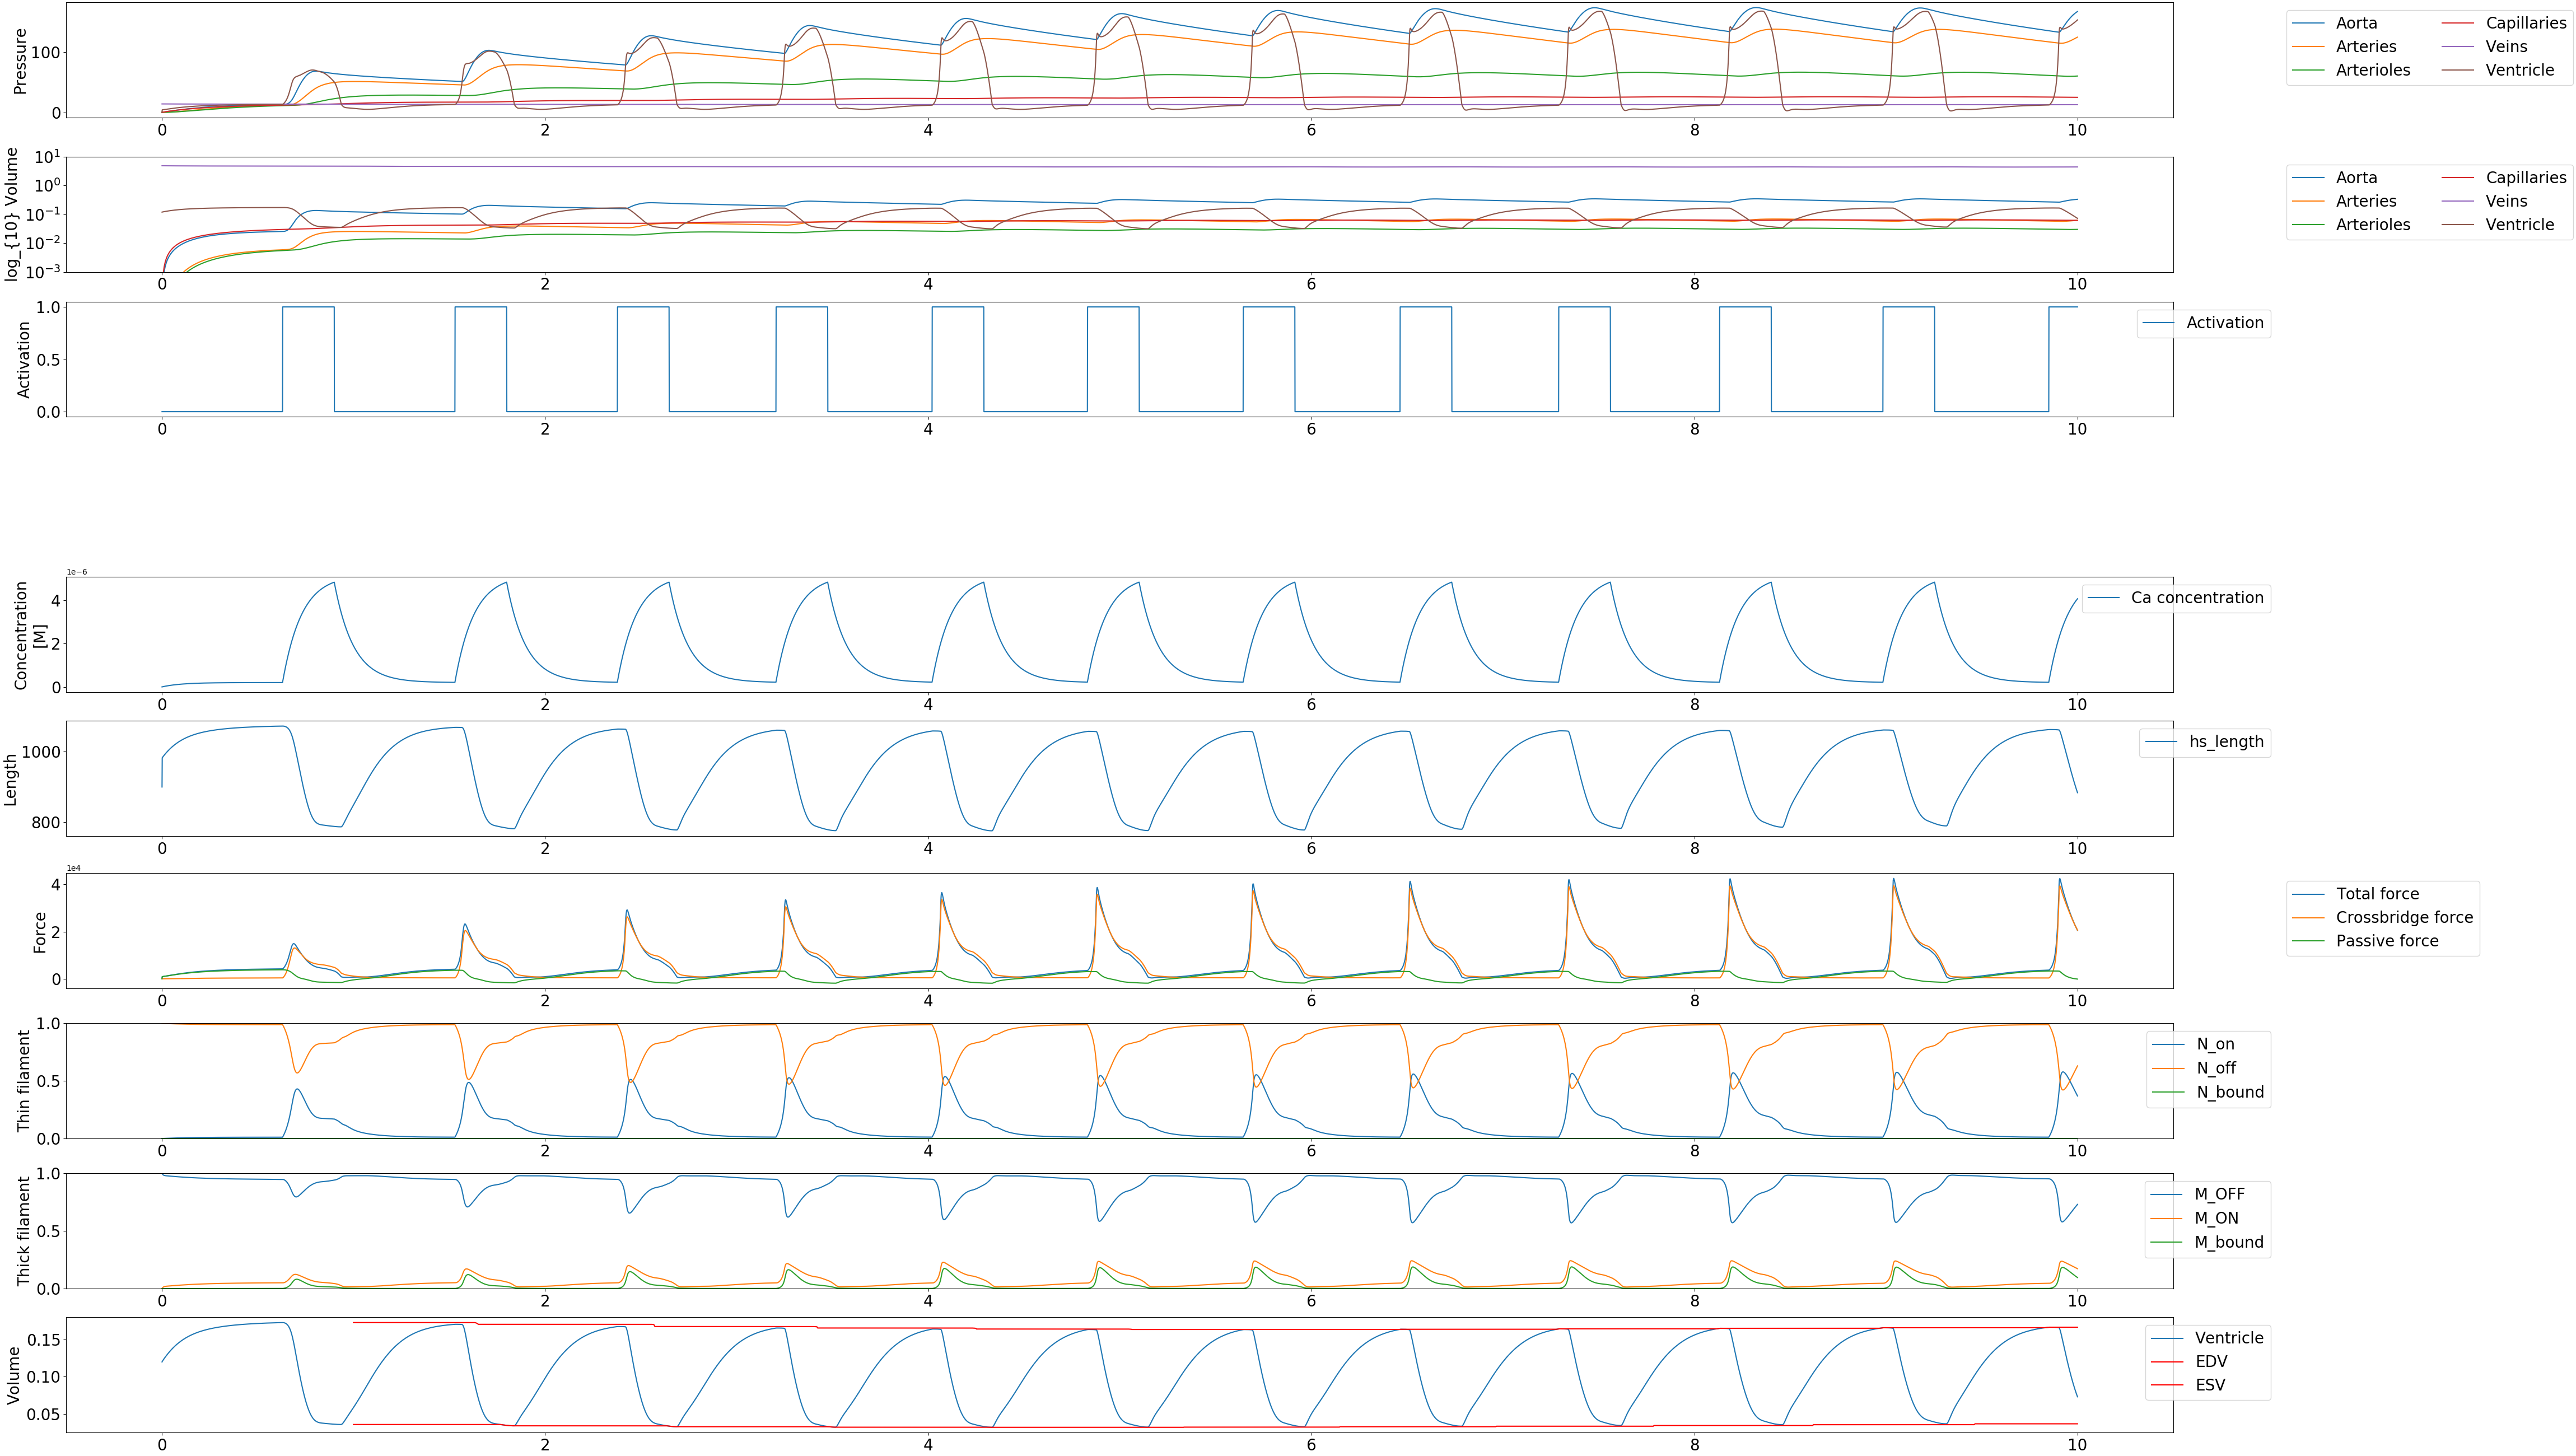 Pressure
100
0
0 2 4 6 8 10
Aorta Capillaries
Arteries Veins
Arterioles Ventricle
log_{10} Volume
10^1
10^0
10^−1
10^−2
10^−3
0 2 4 6 8 10
Aorta Capillaries
Arteries Veins
Arterioles Ventricle
Activation
1.0
0.5
0.0
0 2 4 6 8 10
Activation
Concentration
[M]
1e−6
4
2
0
0 2 4 6 8 10
Ca concentration
Length
1000
800
0 2 4 6 8 10
hs_length
Force
1e4
4
2
0
0 2 4 6 8 10
Total force
Crossbridge force
Passive force
Thin filament
1.0
0.5
0.0
0 2 4 6 8 10
N_on
N_off
N_bound
Thick filament
1.0
0.5
0.0
0 2 4 6 8 10
M_OFF
M_ON
M_bound
Volume
0.15
0.10
0.05
0 2 4 6 8 10
Ventricle
EDV
ESV